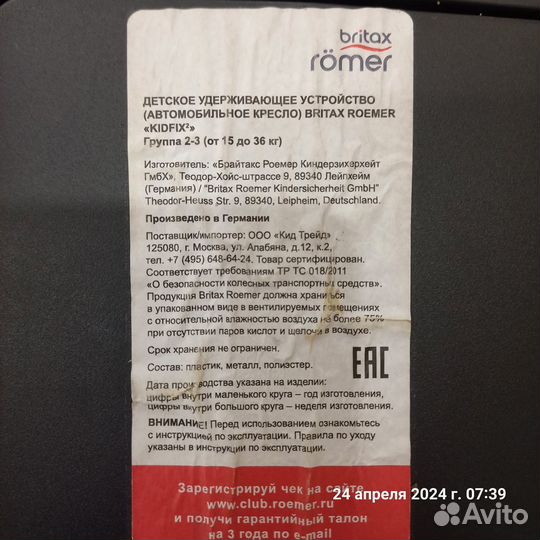 britax
römer
ДЕТСКОЕ УДЕРЖИВАЮЩЕЕ УСТРОЙСТВО
(АВТОМОБИЛЬНОЕ КРЕСЛО) BRITAX ROEMER
«KIDFIX²»
Группа 2-3 (от 15 до 36 кг)
Изготовитель: «Брайтакс Роемер Киндерзихерхейт
ГмбХ», Теодор-Хойс-штрассе 9, 89340 Лейпхейм
(Германия) / "Britax Roemer Kindersicherheit GmbH"
Theodor-Heuss Str. 9, 89340, Leipheim, Deutschland.
Произведено в Германии
Поставщик/импортер: ООО «Кид Трейд»
125080, г. Москва, ул. Алабяна, д.12, к.2,
тел. +7 (495) 648-64-24. Товар сертифицирован.
Соответствует требованиям ТР ТС 018/2011
«О безопасности колесных транспортных средств».
Продукция Britax Roemer должна храниться
в упакованном виде в вентилируемых помещениях
с относительной влажностью воздуха не более 75%
при отсутствии паров кислот и щелочи в воздухе.
Срок хранения не ограничен.
Состав: пластик, металл, полиэстер.
EAC
Дата производства указана на изделии:
цифры внутри маленького круга – год изготовления,
цифры внутри большого круга – неделя изготовления.
ВНИМАНИЕ! Перед использованием ознакомьтесь
с инструкцией по эксплуатации. Правила по уходу
указаны в инструкции по эксплуатации.
Зарегистрируй чек на сайте
www.club.roemer.ru
и получи гарантийный талон
на 3 года по e-mail
24 апреля 2024 г. 07:39
Avito